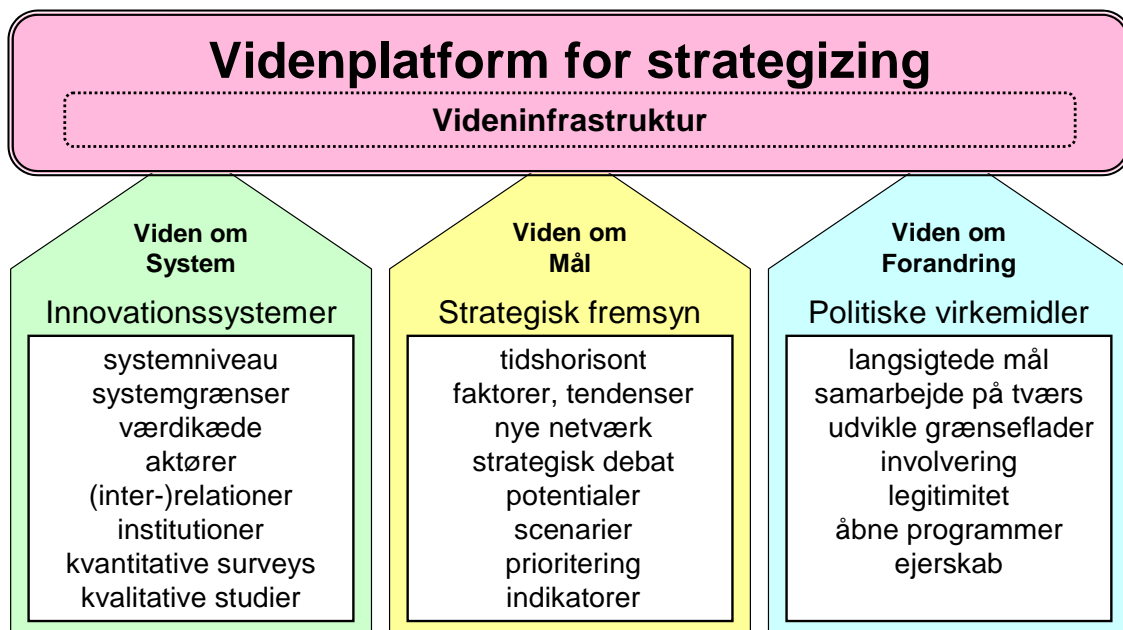 Videnplatform for strategizing
Videninfrastruktur
Viden om
System
Innovationssystemer
systemniveau
systemgrænser
værdikæde
aktører
(inter-)relationer
institutioner
kvantitative surveys
kvalitative studier
Viden om
Mål
Strategisk fremsyn
tidshorisont
faktorer, tendenser
nye netværk
strategisk debat
potentialer
scenarier
prioritering
indikatorer
Viden om
Forandring
Politiske virkemidler
langsigtede mål
samarbejde på tværs
udvikle grænseflader
involvering
legitimitet
åbne programmer
ejerskab